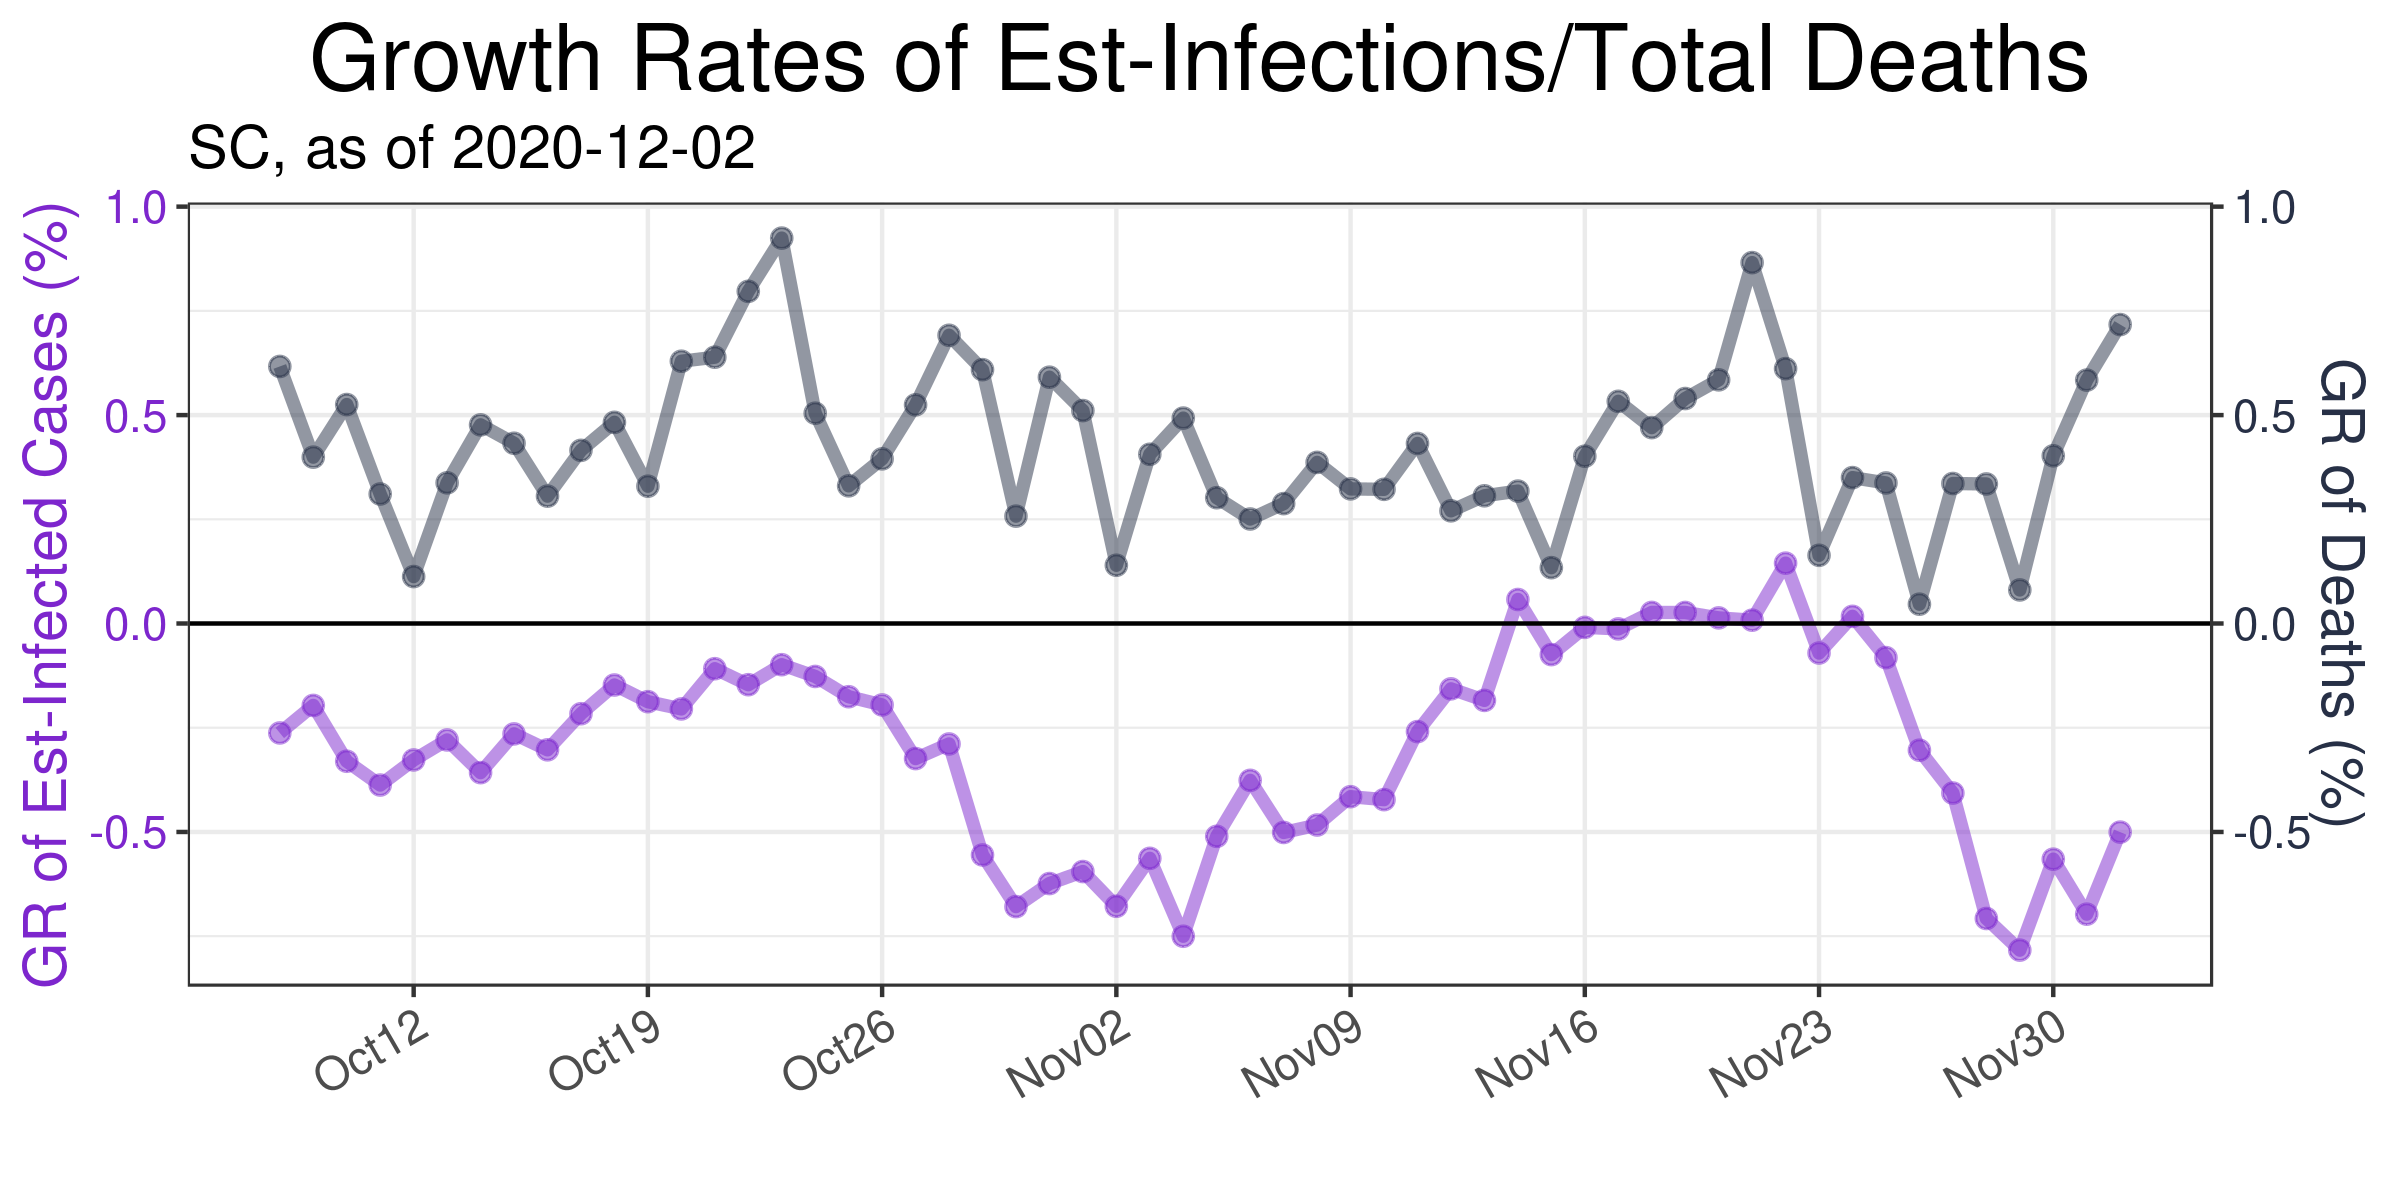 Growth Rates of Est-Infections/Total Deaths
SC, as of 2020-12-02
GR of Est-Infected Cases (%)
1.0
0.5
0.0
-0.5
1.0
0.5
0.0
-0.5
GR of Deaths (%)
Oct12
Oct19
Oct26
Nov02
Nov09
Nov16
Nov23
Nov30